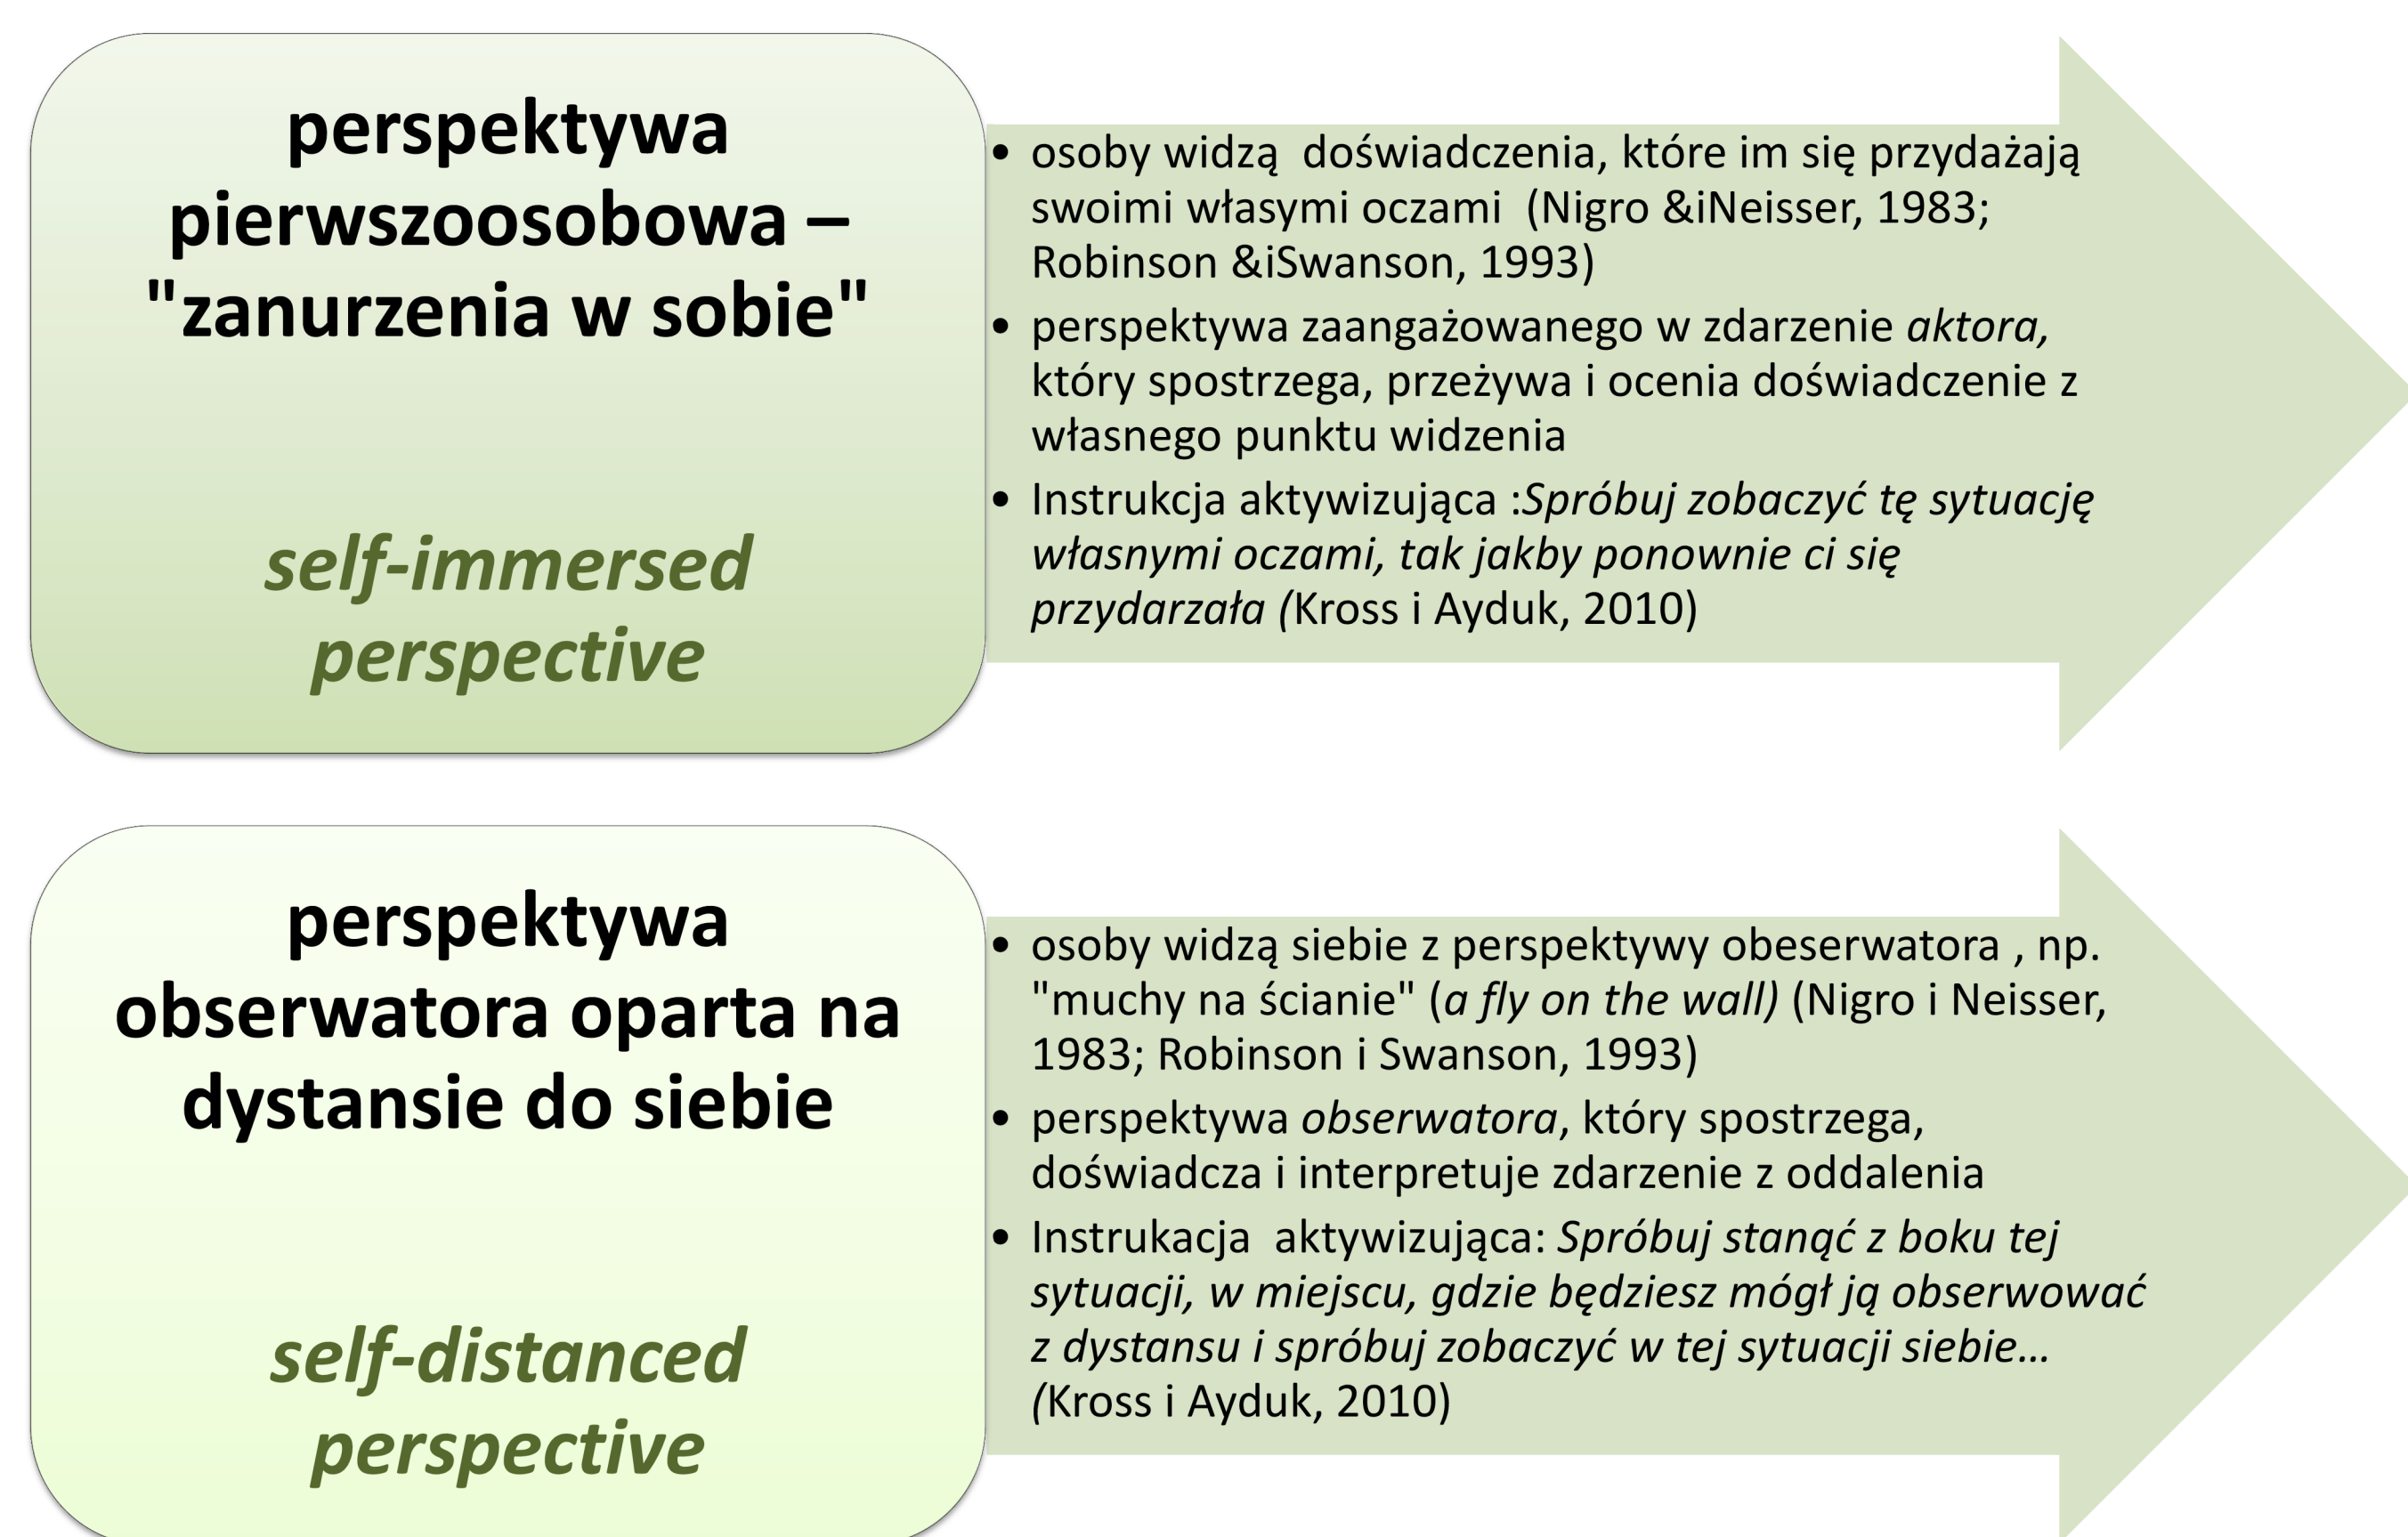 perspektywa
pierwszoosobowa –
"zanurzenia w sobie"
self-immersed
perspective
• osoby widzą  doświadczenia, które im się przydażają
swoimi własymi oczami  (Nigro &iNeisser, 1983;
Robinson &iSwanson, 1993)
• perspektywa zaangażowanego w zdarzenie aktora,
który spostrzega, przeżywa i ocenia doświadczenie z
własnego punktu widzenia
• Instrukcja aktywizująca :Spróbuj zobaczyć tę sytuację
własnymi oczami, tak jakby ponownie ci się
przydarzała (Kross i Ayduk, 2010)
perspektywa
obserwatora oparta na
dystansie do siebie
self-distanced
perspective
• osoby widzą siebie z perspektywy obeserwatora , np.
"muchy na ścianie" (a fly on the wall) (Nigro i Neisser,
1983; Robinson i Swanson, 1993)
• perspektywa obserwatora, który spostrzega,
doświadcza i interpretuje zdarzenie z oddalenia
• Instrukacja  aktywizująca: Spróbuj stanąć z boku tej
sytuacji, w miejscu, gdzie będziesz mógł ją obserwować
z dystansu i spróbuj zobaczyć w tej sytuacji siebie...
(Kross i Ayduk, 2010)